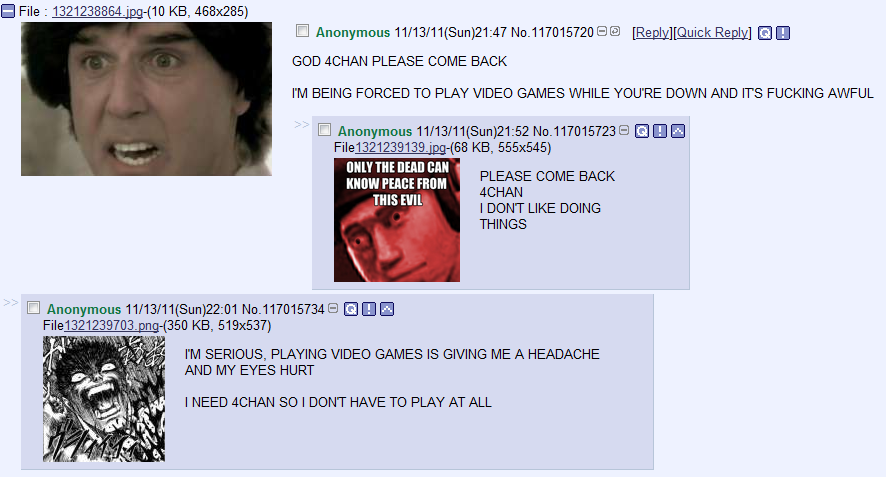 File : 1321238864.jpg-(10 KB, 468x285)
Anonymous 11/13/11(Sun)21:47 No.117015720 [Reply][Quick Reply]
GOD 4CHAN PLEASE COME BACK
I'M BEING FORCED TO PLAY VIDEO GAMES WHILE YOU'RE DOWN AND IT'S FUCKING AWFUL
>> Anonymous 11/13/11(Sun)21:52 No.117015723
File1321239139.jpg-(68 KB, 555x545)
ONLY THE DEAD CAN
KNOW PEACE FROM
THIS EVIL
PLEASE COME BACK
4CHAN
I DON'T LIKE DOING
THINGS
>> Anonymous 11/13/11(Sun)22:01 No.117015734
File1321239703.png-(350 KB, 519x537)
I'M SERIOUS, PLAYING VIDEO GAMES IS GIVING ME A HEADACHE
AND MY EYES HURT
I NEED 4CHAN SO I DON'T HAVE TO PLAY AT ALL